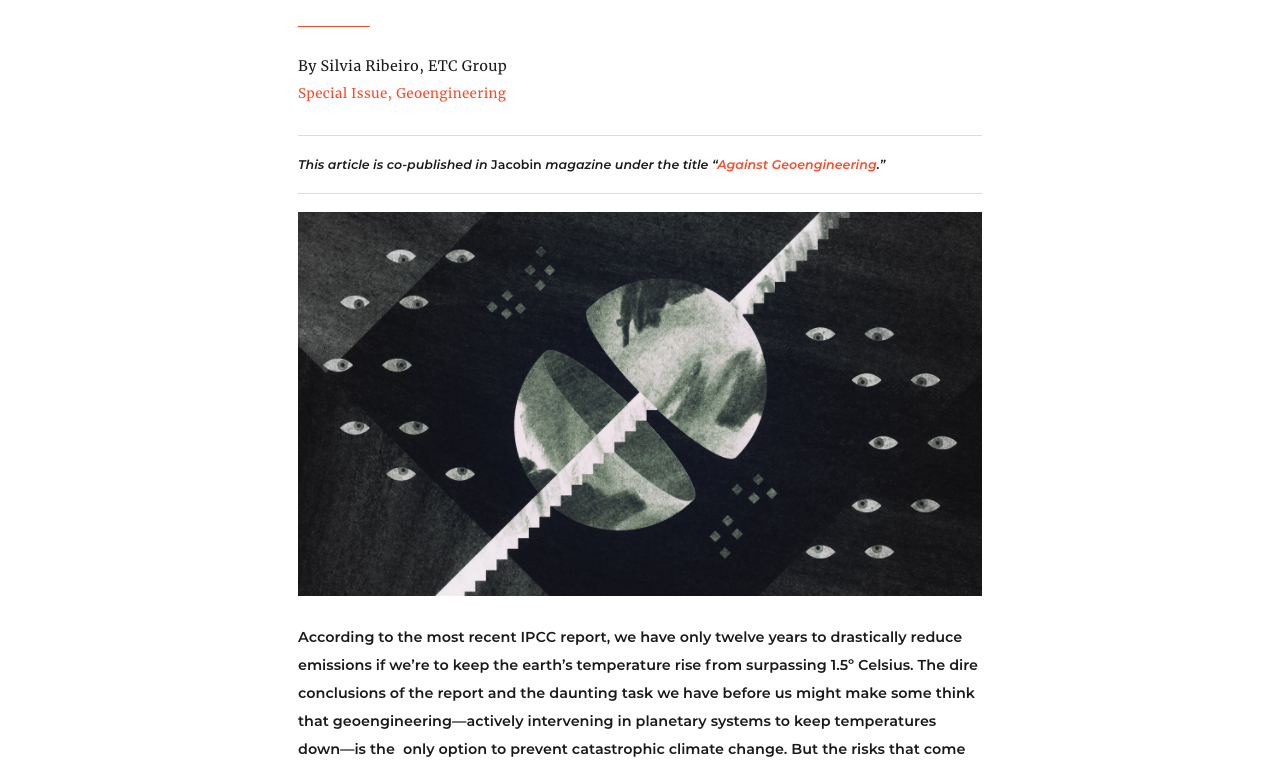 By Silvia Ribeiro, ETC Group
Special Issue, Geoengineering
This article is co-published in Jacobin magazine under the title “Against Geoengineering.”
According to the most recent IPCC report, we have only twelve years to drastically reduce
emissions if we’re to keep the earth’s temperature rise from surpassing 1.5º Celsius. The dire
conclusions of the report and the daunting task we have before us might make some think
that geoengineering—actively intervening in planetary systems to keep temperatures
down—is the  only option to prevent catastrophic climate change. But the risks that come